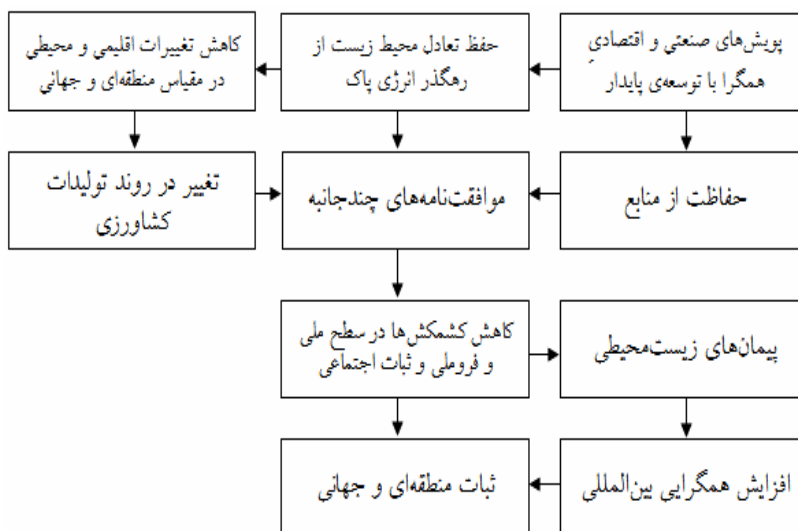 پویش‌های صنعتی و اقتصادی
همگرا با توسعه‌ی پایدار
حفظ تعادل محیط زیست از
رهگذر انرژی پاک
کاهش تغییرات اقلیمی و محیطی
در مقیاس منطقه‌ای و جهانی
حفاظت از منابع
موافقت‌نامه‌های چندجانبه
تغییر در روند تولیدات
کشاورزی
کاهش کشمکش‌ها در سطح ملی
و فروملی و ثبات اجتماعی
پیمان‌های زیست‌محیطی
افزایش همگرایی بین‌المللی
ثبات منطقه‌ای و جهانی